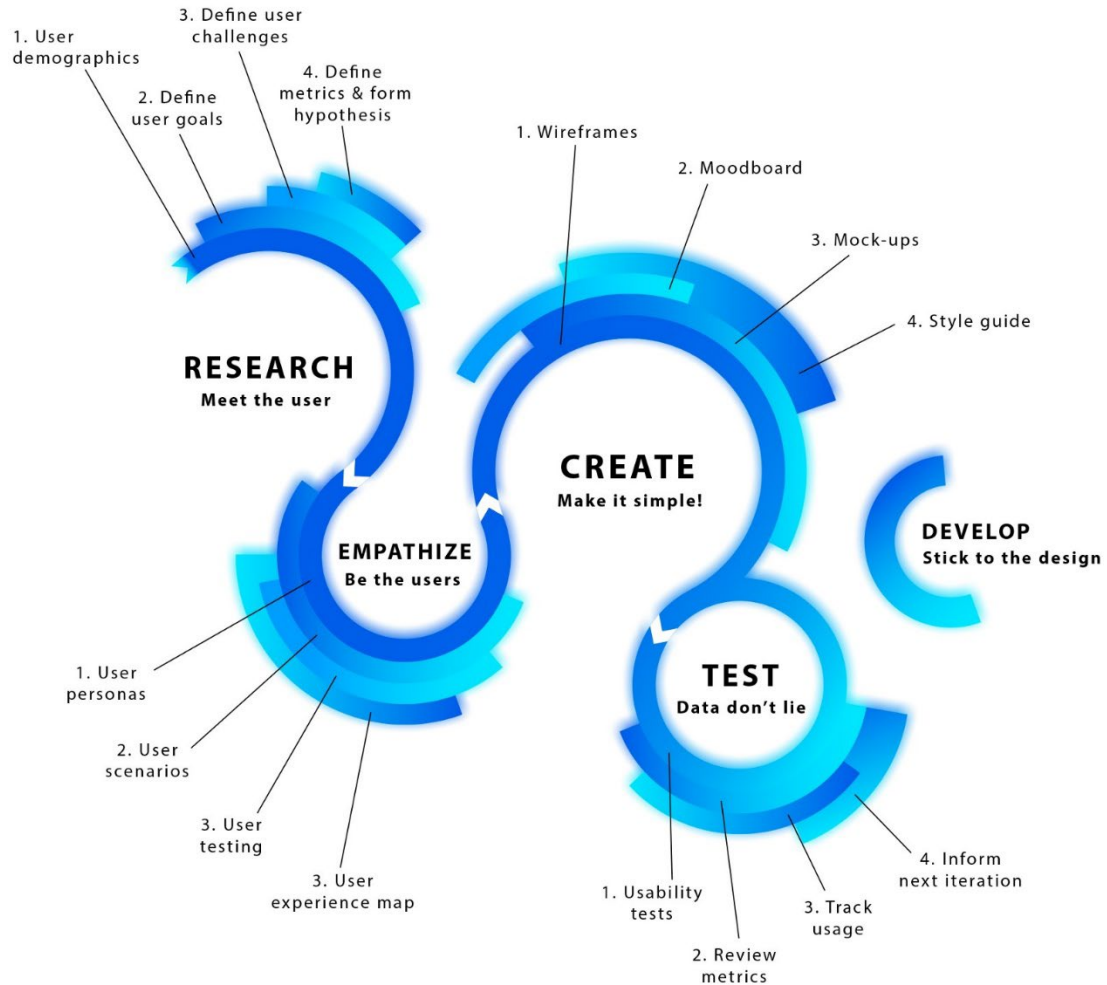 1. User
demographics
2. Define
user goals
3. Define user
challenges
4. Define
metrics & form
hypothesis
RESEARCH
Meet the user
EMPATHIZE
Be the users
1. User
personas
2. User
scenarios
3. User
testing
3. User
experience map
1. Wireframes
2. Moodboard
3. Mock-ups
4. Style guide
CREATE
Make it simple!
TEST
Data don't lie
1. Usability
tests
2. Review
metrics
3. Track
usage
4. Inform
next iteration
DEVELOP
Stick to the design